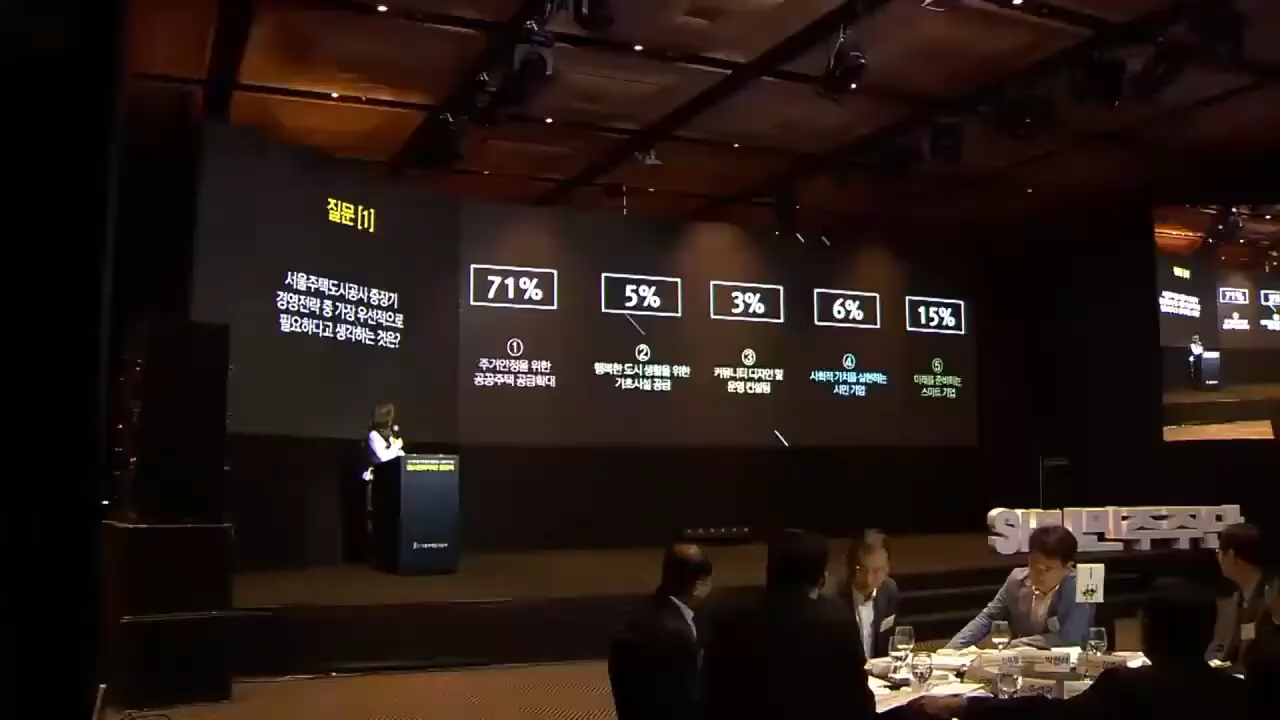 질문 [1]
서울주택도시공사 중장기
경영전략 중 가장 우선적으로
필요하다고 생각하는 것은?
71%
①
주거안정을 위한
공공주택 공급확대
5%
②
행복한 도시 생활을 위한
기초시설 공급
3%
③
커뮤니티 디자인 및
운영 컨설팅
6%
④
사회적 가치를 실현하는
시민 기업
15%
⑤
미래를 준비하는
스마트 기업
71%